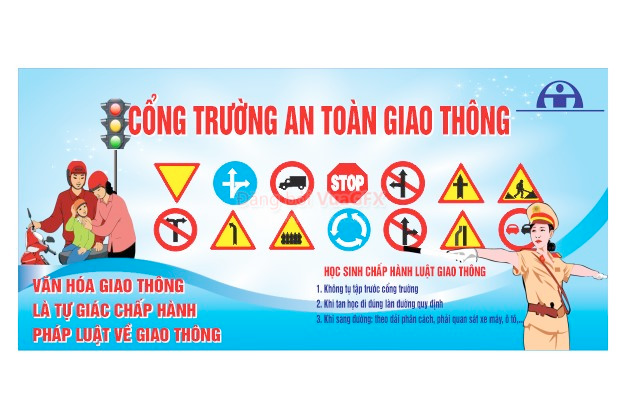 CỔNG TRƯỜNG AN TOÀN GIAO THÔNG
STOP
VĂN HÓA GIAO THÔNG
LÀ TỰ GIÁC CHẤP HÀNH
PHÁP LUẬT VỀ GIAO THÔNG
HỌC SINH CHẤP HÀNH LUẬT GIAO THÔNG
1. Không tụ tập trước cổng trường
2. Khi tan học đi đúng làn đường quy định
3. Khi sang đường: theo dải phân cách, phải quan sát xe máy, ô tô,...